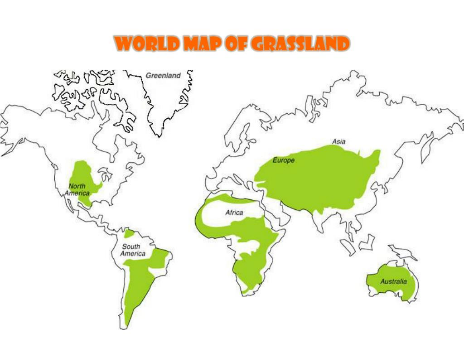 WORLD MAP OF GRASSLAND
Greenland
Asia
Europe
North
America
Africa
South
America
Australia